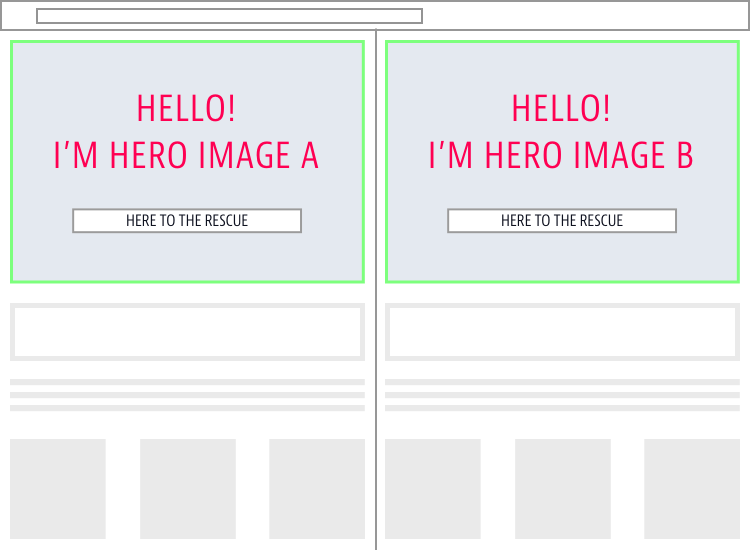 HELLO!
I'M HERO IMAGE A
HERE TO THE RESCUE
HELLO!
I'M HERO IMAGE B
HERE TO THE RESCUE